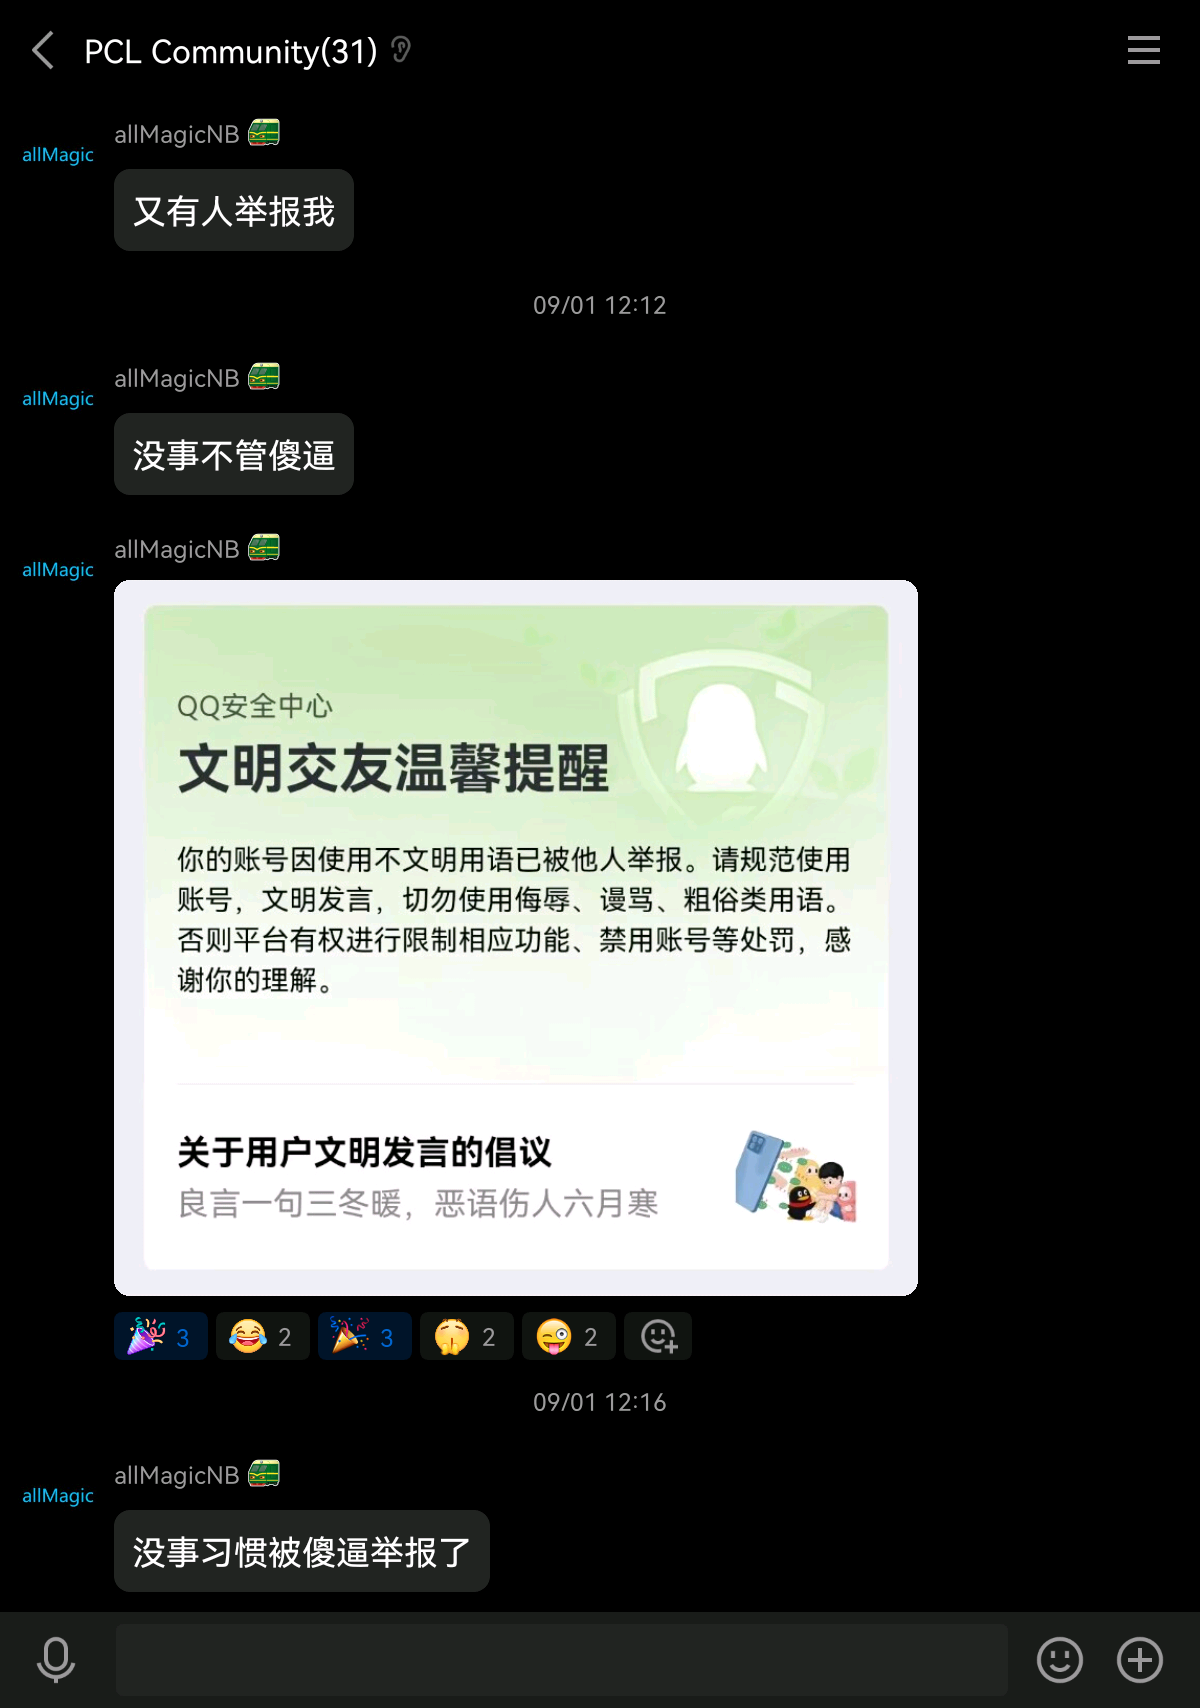 PCL Community(31)
allMagicNB
allMagic
又有人举报我
09/01 12:12
allMagicNB
allMagic
没事不管傻逼
allMagicNB
allMagic
QQ安全中心
文明交友温馨提醒
你的账号因使用不文明用语已被他人举报。请规范使用
账号，文明发言，切勿使用侮辱、谩骂、粗俗类用语。
否则平台有权进行限制相应功能、禁用账号等处罚，感
谢你的理解。
关于用户文明发言的倡议
良言一句三冬暖，恶语伤人六月寒
3 2 3 2 2
09/01 12:16
allMagicNB
allMagic
没事习惯被傻逼举报了